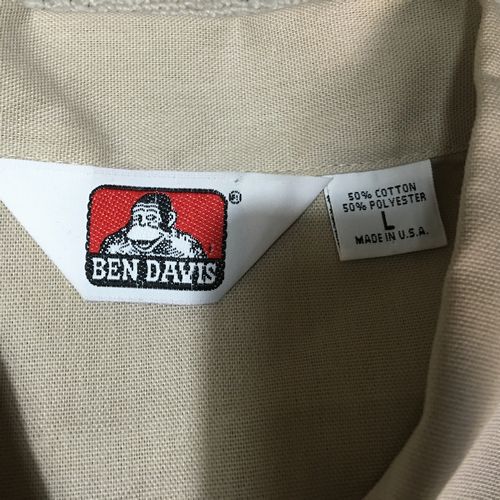 BEN DAVIS
®
50% COTTON
50% POLYESTER
L
MADE IN U.S.A.